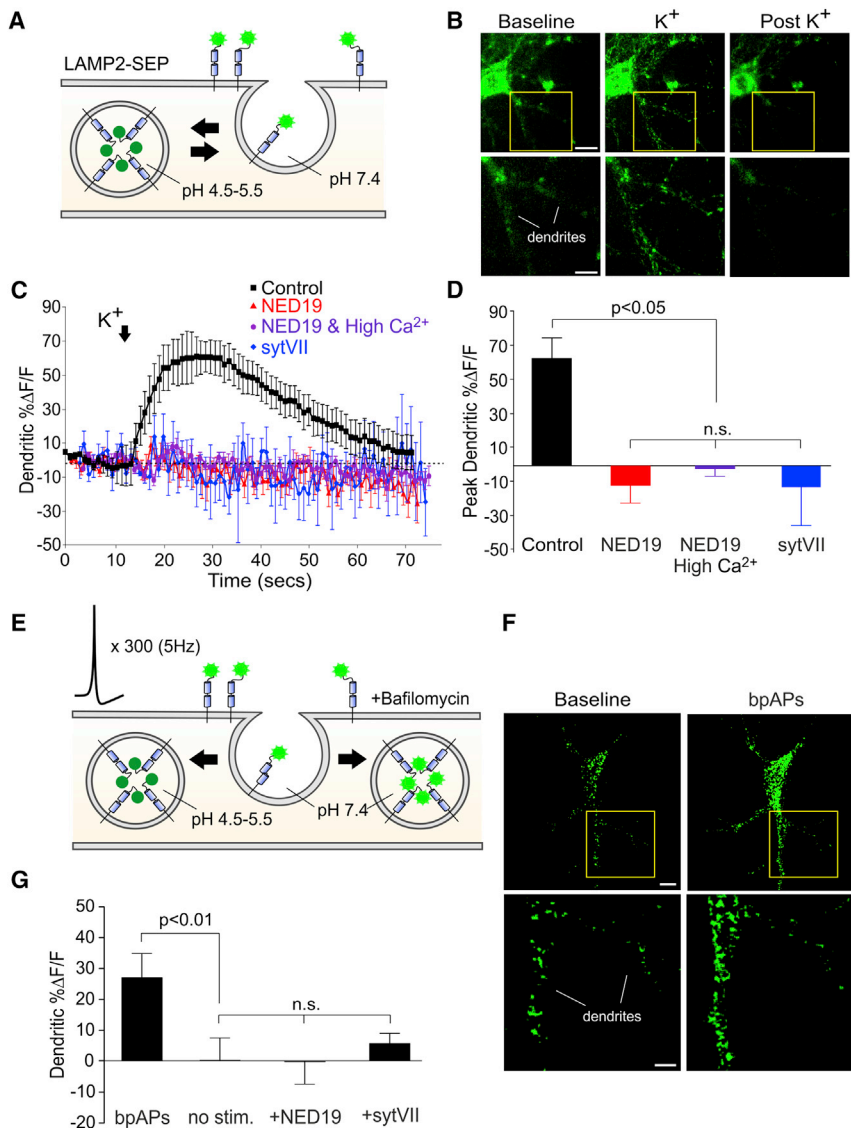 A
LAMP2-SEP
pH 4.5-5.5
pH 7.4
B
Baseline
K+
Post K+
dendrites
C
Control
NED19
NED19 & High Ca2+
sytVII
K+
Dendritic %ΔF/F
90
70
50
30
10
-10
-30
-50
0
10
20
30
40
50
60
70
Time (secs)
D
p<0.05
n.s.
Peak Dendritic %ΔF/F
90
70
50
30
10
-10
-30
-50
Control
NED19
NED19
High Ca2+
sytVII
E
x 300 (5Hz)
+Bafilomycin
pH 4.5-5.5
pH 7.4
F
Baseline
bpAPs
dendrites
G
p<0.01
n.s.
Dendritic %ΔF/F
50
40
30
20
10
0
-10
-20
bpAPs
no stim.
+NED19
+sytVII